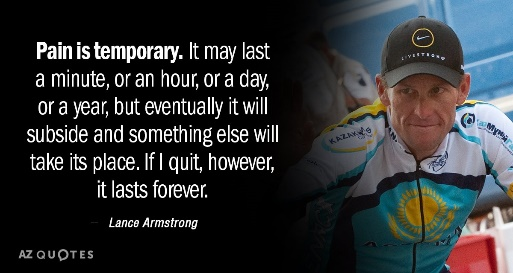 Pain is temporary. It may last
a minute, or an hour, or a day,
or a year, but eventually it will
subside and something else will
take its place. If I quit, however,
it lasts forever.
— Lance Armstrong
AZ QUOTES
LIVESTRONG